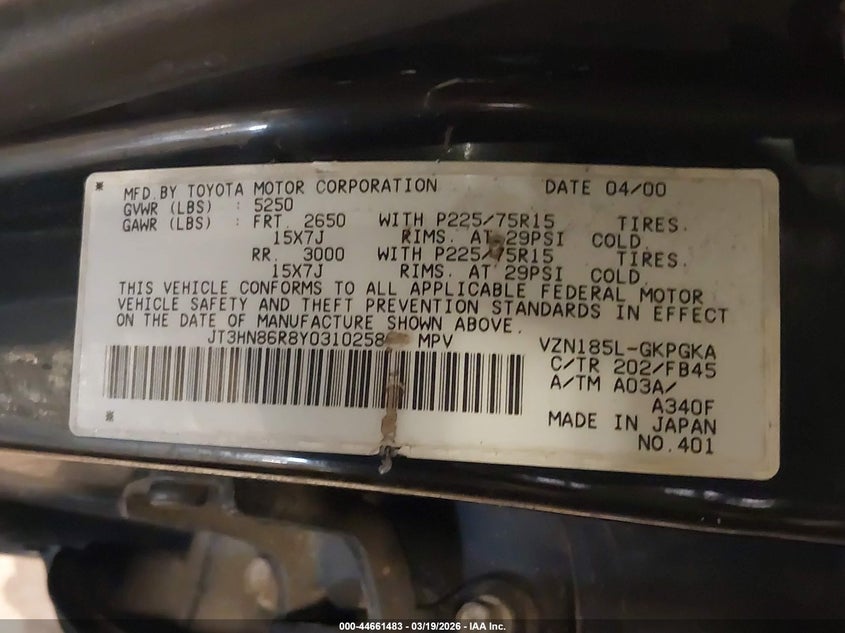 MFD.BY TOYOTA MOTOR CORPORATION DATE 04/00
GVWR (LBS) : 5250
GAWR (LBS) : FRT. 2650 WITH P225/75R15 TIRES.
15X7J RIMS. AT 29PSI COLD.
RR. 3000 WITH P225/75R15 TIRES.
15X7J RIMS. AT 29PSI COLD.
THIS VEHICLE CONFORMS TO ALL APPLICABLE FEDERAL MOTOR
VEHICLE SAFETY AND THEFT PREVENTION STANDARDS IN EFFECT
ON THE DATE OF MANUFACTURE SHOWN ABOVE.
JT3HN86R8Y0310258 MPV VZN185L-GKPGKA
C/TR 202/FB45
A/TM A03A/
A340F
MADE IN JAPAN
NO.401
000-44661483 - 03/19/2026 - IAA Inc.